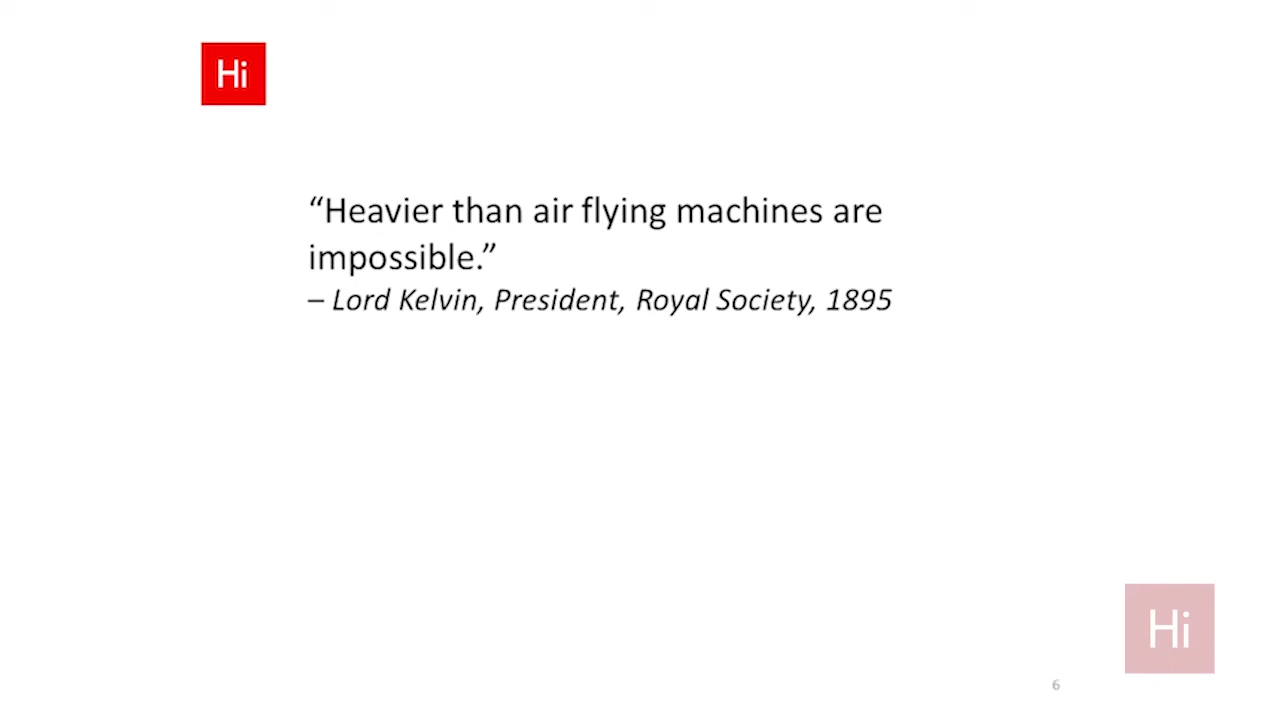 Hi
“Heavier than air flying machines are
impossible.”
– Lord Kelvin, President, Royal Society, 1895
Hi
6